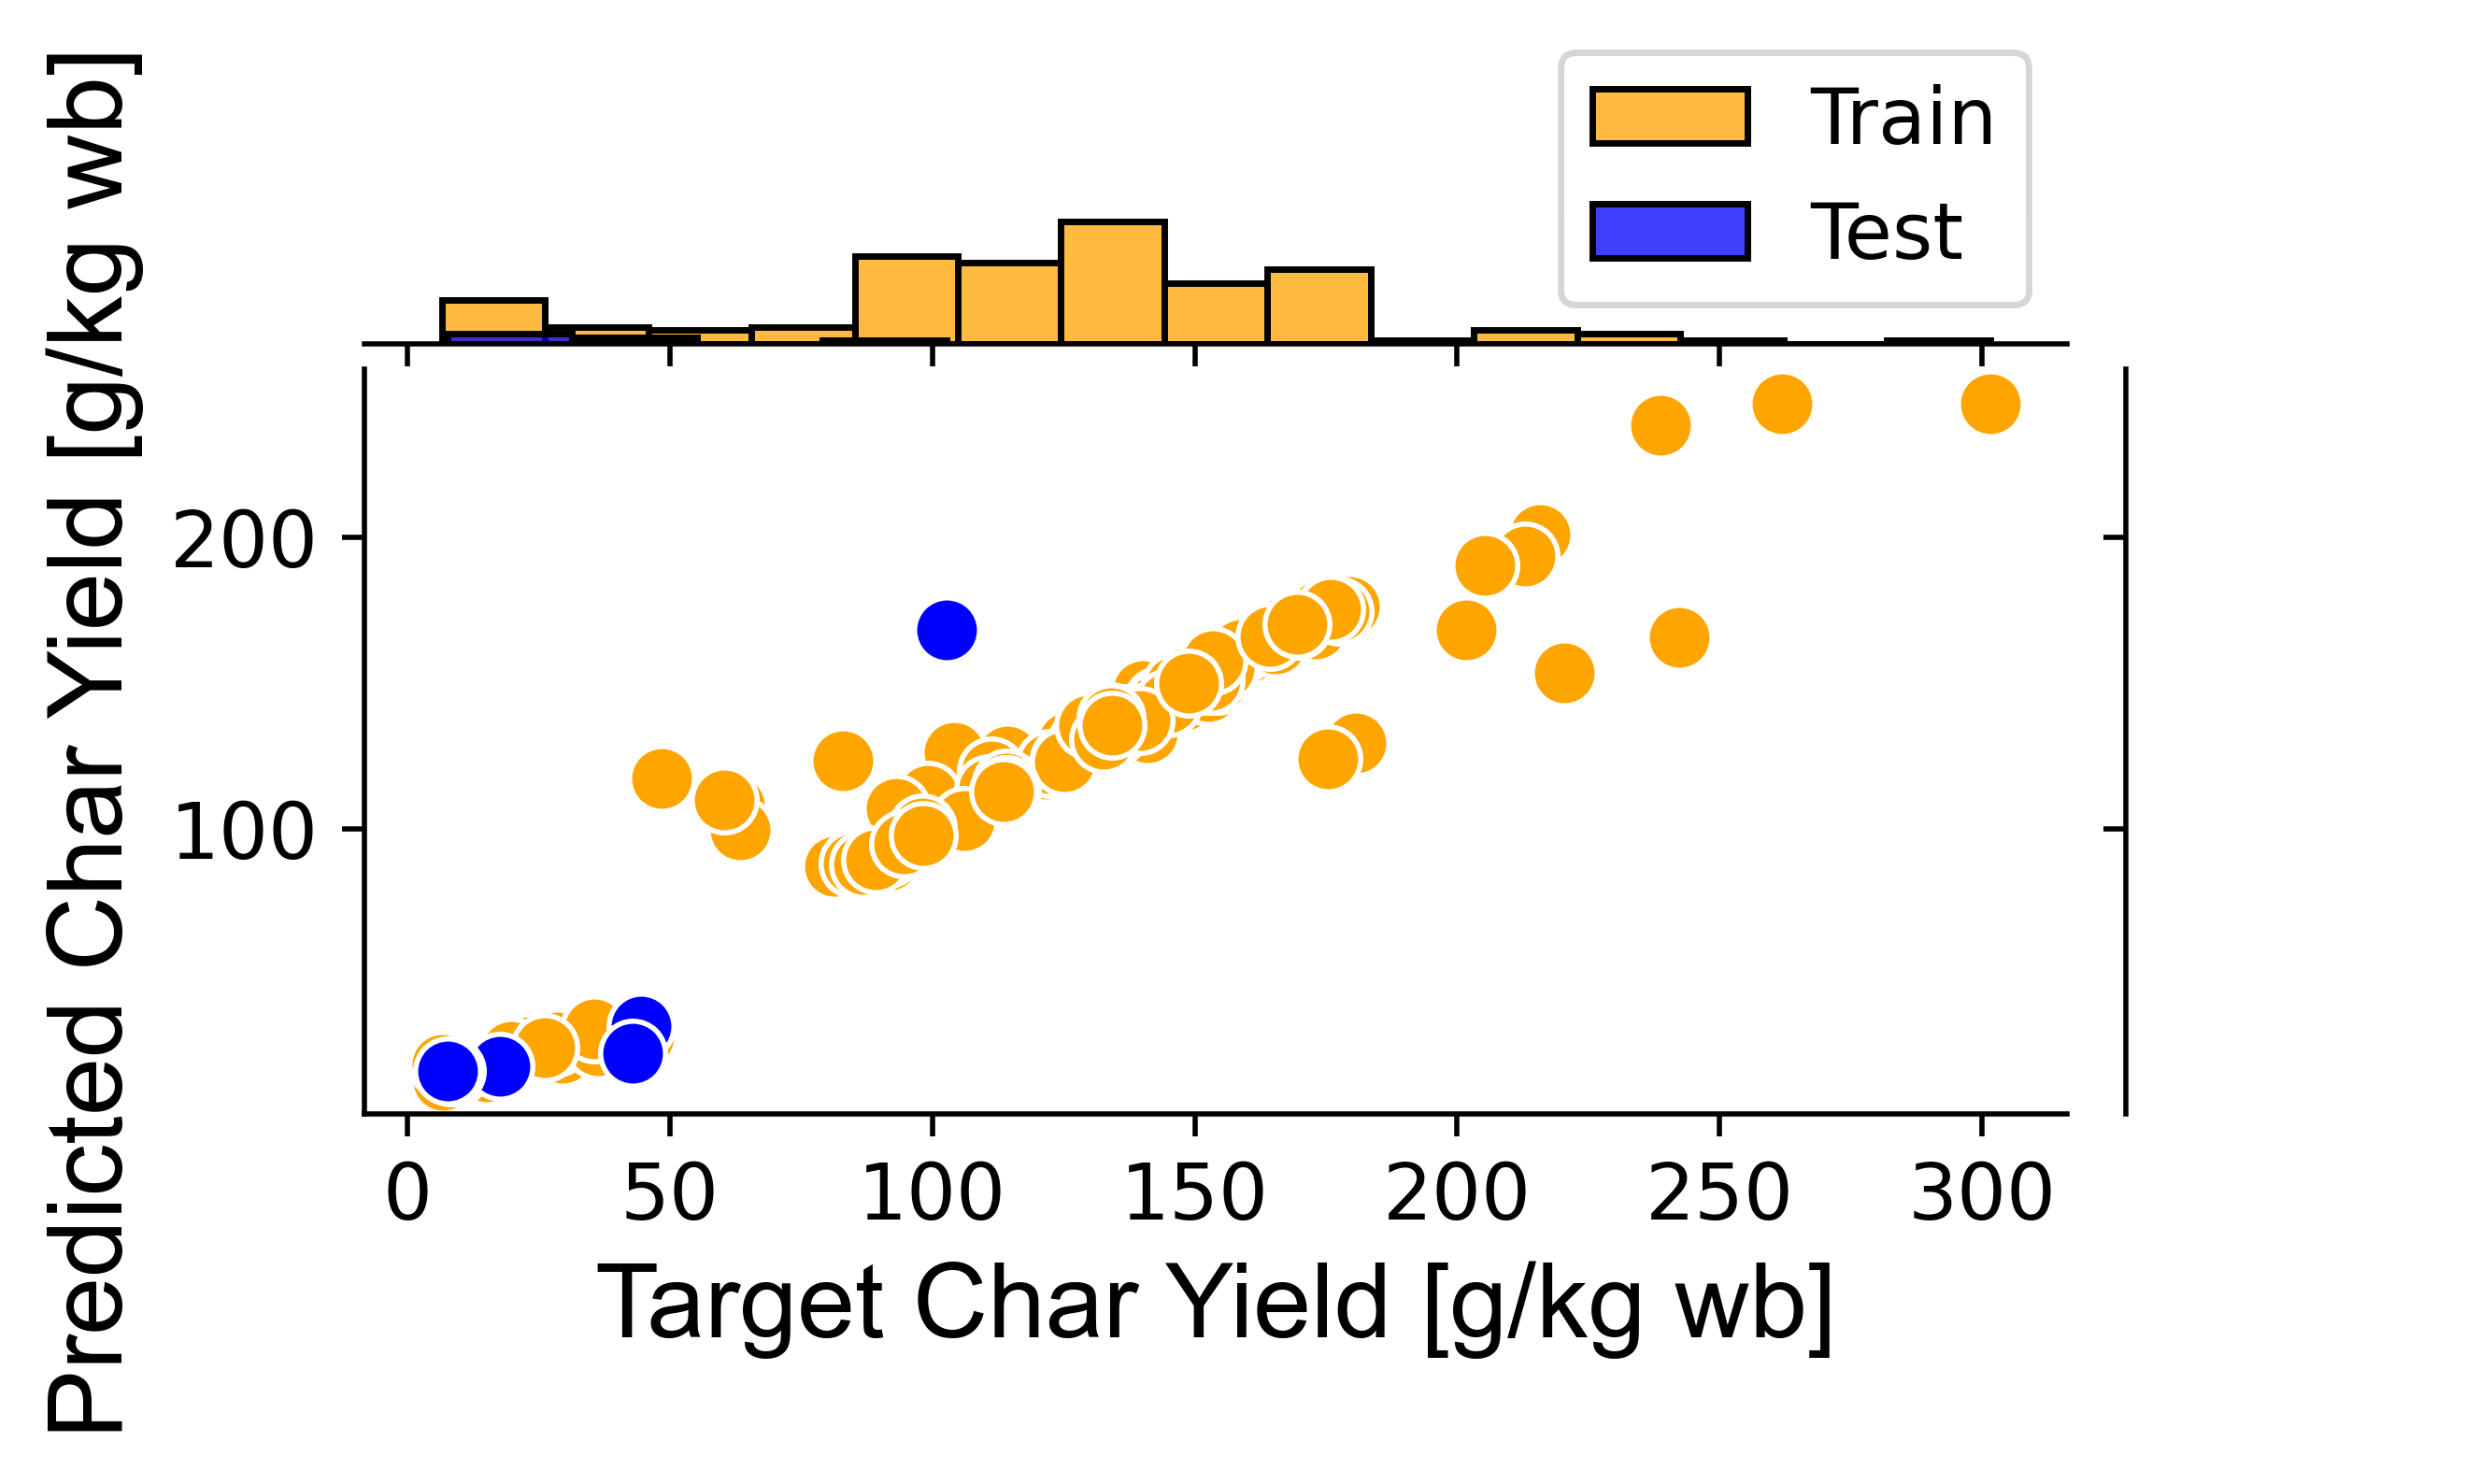 Train
Test
Predicted Char Yield [g/kg wb]
200
100
0 50 100 150 200 250 300
Target Char Yield [g/kg wb]